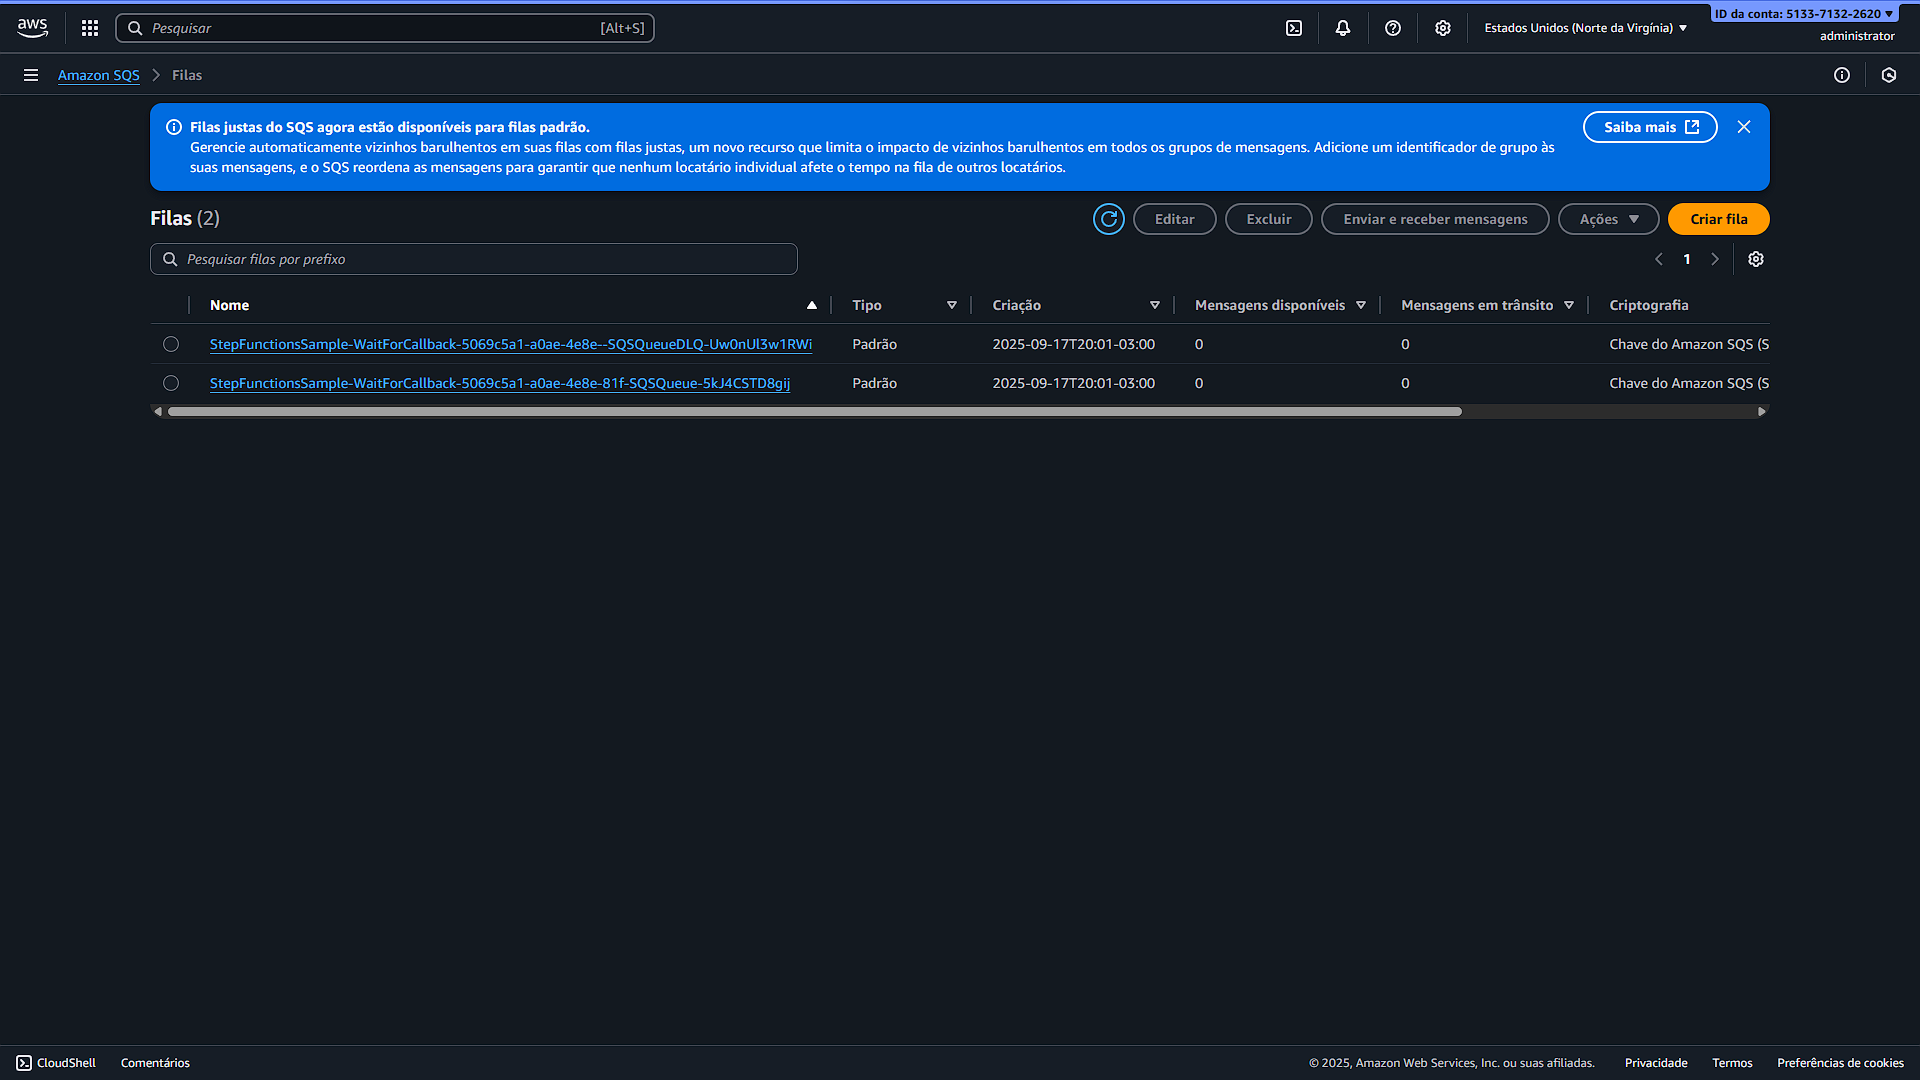 aws
Pesquisar
[Alt+S]
Estados Unidos (Norte da Virgínia)
ID da conta: 5133-7132-2620
administrator
Amazon SQS
Filas
Filas justas do SQS agora estão disponíveis para filas padrão.
Gerencie automaticamente vizinhos barulhentos em suas filas com filas justas, um novo recurso que limita o impacto de vizinhos barulhentos em todos os grupos de mensagens. Adicione um identificador de grupo às
suas mensagens, e o SQS reordena as mensagens para garantir que nenhum locatário individual afete o tempo na fila de outros locatários.
Saiba mais
Filas (2)
Editar
Excluir
Enviar e receber mensagens
Ações
Criar fila
Pesquisar filas por prefixo
1
Nome
Tipo
Criação
Mensagens disponíveis
Mensagens em trânsito
Criptografia
StepFunctionsSample-WaitForCallback-5069c5a1-a0ae-4e8e--SQSQueueDLQ-Uw0nUl3w1RWi
Padrão
2025-09-17T20:01-03:00
0
0
Chave do Amazon SQS (S
StepFunctionsSample-WaitForCallback-5069c5a1-a0ae-4e8e-81f-SQSQueue-5kJ4CSTD8gij
Padrão
2025-09-17T20:01-03:00
0
0
Chave do Amazon SQS (S
CloudShell
Comentários
© 2025, Amazon Web Services, Inc. ou suas afiliadas.
Privacidade
Termos
Preferências de cookies